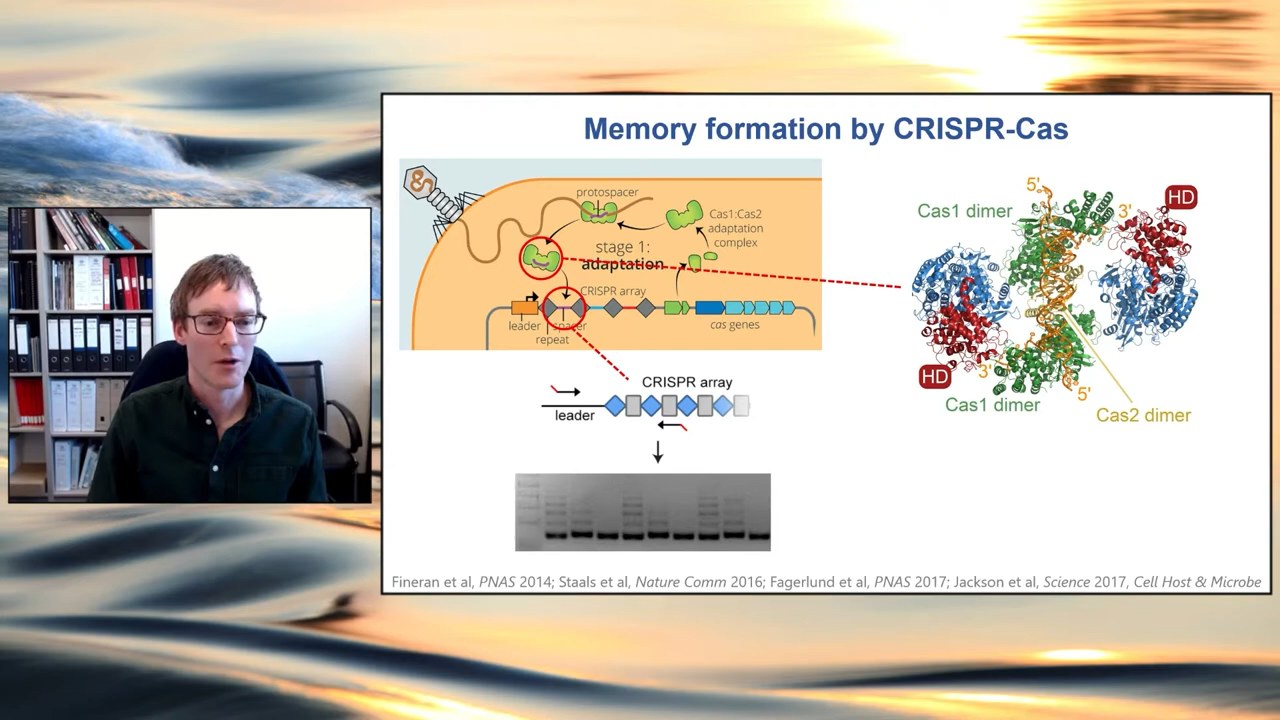 Memory formation by CRISPR-Cas
protospacer
Cas1:Cas2
adaptation
complex
stage 1:
adaptation
CRISPR array
leader
spacer
repeat
cas genes
CRISPR array
leader
5'
Cas1 dimer
3'
HD
HD
3'
5'
Cas1 dimer
Cas2 dimer
Fineran et al, PNAS 2014; Staals et al, Nature Comm 2016; Fagerlund et al, PNAS 2017; Jackson et al, Science 2017, Cell Host & Microbe